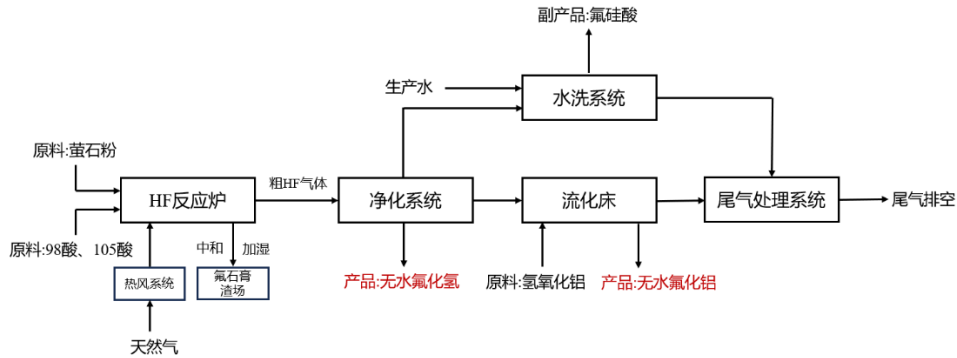 副产品:氟硅酸
生产水
水洗系统
原料:萤石粉
粗HF气体
HF反应炉
净化系统
流化床
尾气处理系统
尾气排空
原料:98酸、105酸
中和
加湿
热风系统
氟石膏
渣场
产品:无水氟化氢
原料:氢氧化铝
产品:无水氟化铝
天然气